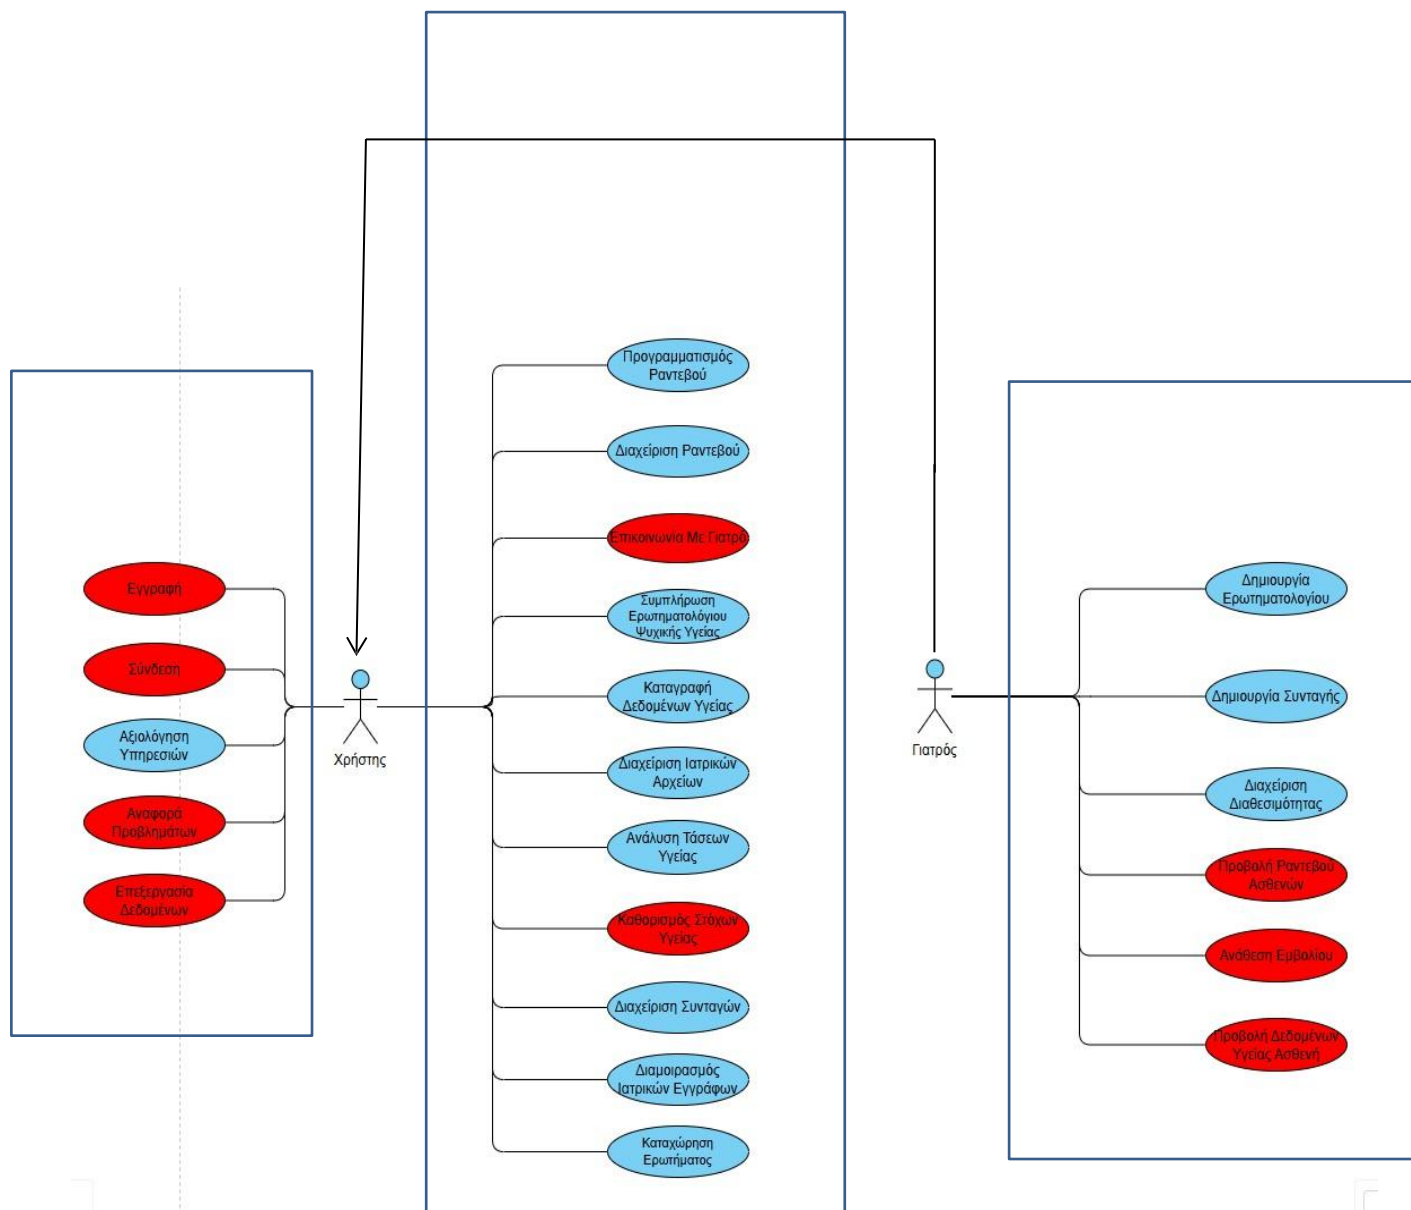 Εγγραφή
Σύνδεση
Αξιολόγηση
Υπηρεσιών
Αναφορά
Προβλημάτων
Επεξεργασία
Δεδομένων
Χρήστης
Προγραμματισμός
Ραντεβού
Διαχείριση Ραντεβού
Επικοινωνία Με Γιατρό
Συμπλήρωση
Ερωτηματολόγιου
Ψυχικής Υγείας
Καταγραφή
Δεδομένων Υγείας
Διαχείριση Ιατρικών
Αρχείων
Ανάλυση Τάσεων
Υγείας
Καθορισμός Στόχων
Υγείας
Διαχείριση Συνταγών
Διαμοιρασμός
Ιατρικών Εγγράφων
Καταχώρηση
Ερωτήματος
Γιατρός
Δημιουργία
Ερωτηματολογίου
Δημιουργία Συνταγής
Διαχείριση
Διαθεσιμότητας
Προβολή Ραντεβού
Ασθενών
Ανάθεση Εμβολίου
Προβολή Δεδομένων
Υγείας Ασθενή